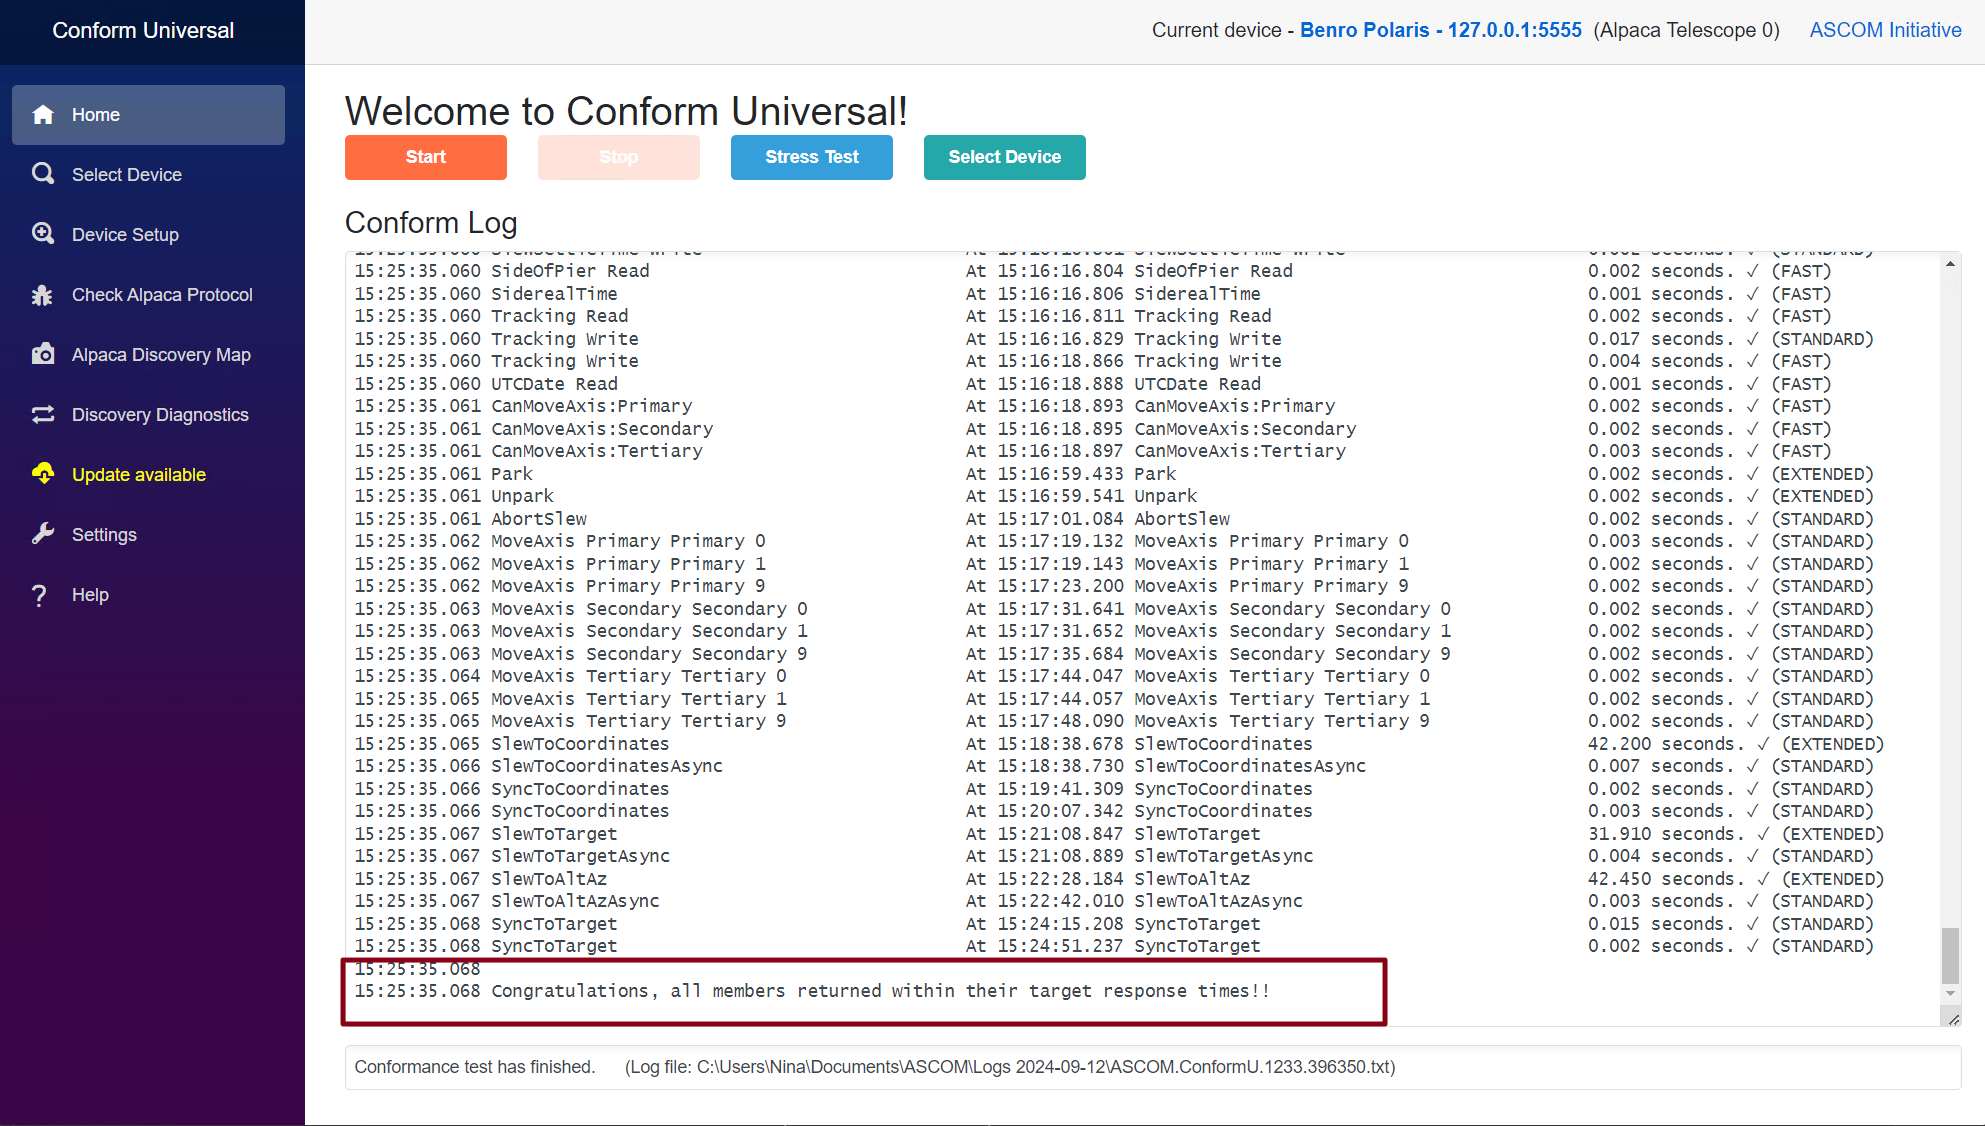 Conform Universal
Current device - Benro Polaris - 127.0.0.1:5555 (Alpaca Telescope 0) ASCOM Initiative
Home
Select Device
Device Setup
Check Alpaca Protocol
Alpaca Discovery Map
Discovery Diagnostics
Update available
Settings
Help
Welcome to Conform Universal!
Start Stop Stress Test Select Device
Conform Log
15:25:35.060 SideOfPier Read At 15:16:16.804 SideOfPier Read 0.002 seconds. ✓ (FAST)
15:25:35.060 SiderealTime At 15:16:16.806 SiderealTime 0.001 seconds. ✓ (FAST)
15:25:35.060 Tracking Read At 15:16:16.811 Tracking Read 0.002 seconds. ✓ (FAST)
15:25:35.060 Tracking Write At 15:16:16.829 Tracking Write 0.017 seconds. ✓ (STANDARD)
15:25:35.060 Tracking Write At 15:16:18.866 Tracking Write 0.004 seconds. ✓ (FAST)
15:25:35.060 UTCDate Read At 15:16:18.888 UTCDate Read 0.001 seconds. ✓ (FAST)
15:25:35.061 CanMoveAxis:Primary At 15:16:18.893 CanMoveAxis:Primary 0.002 seconds. ✓ (FAST)
15:25:35.061 CanMoveAxis:Secondary At 15:16:18.895 CanMoveAxis:Secondary 0.002 seconds. ✓ (FAST)
15:25:35.061 CanMoveAxis:Tertiary At 15:16:18.897 CanMoveAxis:Tertiary 0.003 seconds. ✓ (FAST)
15:25:35.061 Park At 15:16:59.433 Park 0.002 seconds. ✓ (EXTENDED)
15:25:35.061 Unpark At 15:16:59.541 Unpark 0.002 seconds. ✓ (EXTENDED)
15:25:35.061 AbortSlew At 15:17:01.084 AbortSlew 0.002 seconds. ✓ (STANDARD)
15:25:35.062 MoveAxis Primary Primary 0 At 15:17:19.132 MoveAxis Primary Primary 0 0.003 seconds. ✓ (STANDARD)
15:25:35.062 MoveAxis Primary Primary 1 At 15:17:19.143 MoveAxis Primary Primary 1 0.002 seconds. ✓ (STANDARD)
15:25:35.062 MoveAxis Primary Primary 9 At 15:17:23.200 MoveAxis Primary Primary 9 0.002 seconds. ✓ (STANDARD)
15:25:35.063 MoveAxis Secondary Secondary 0 At 15:17:31.641 MoveAxis Secondary Secondary 0 0.002 seconds. ✓ (STANDARD)
15:25:35.063 MoveAxis Secondary Secondary 1 At 15:17:31.652 MoveAxis Secondary Secondary 1 0.002 seconds. ✓ (STANDARD)
15:25:35.063 MoveAxis Secondary Secondary 9 At 15:17:35.684 MoveAxis Secondary Secondary 9 0.002 seconds. ✓ (STANDARD)
15:25:35.064 MoveAxis Tertiary Tertiary 0 At 15:17:44.047 MoveAxis Tertiary Tertiary 0 0.002 seconds. ✓ (STANDARD)
15:25:35.065 MoveAxis Tertiary Tertiary 1 At 15:17:44.057 MoveAxis Tertiary Tertiary 1 0.002 seconds. ✓ (STANDARD)
15:25:35.065 MoveAxis Tertiary Tertiary 9 At 15:17:48.090 MoveAxis Tertiary Tertiary 9 0.002 seconds. ✓ (STANDARD)
15:25:35.065 SlewToCoordinates At 15:18:38.678 SlewToCoordinates 42.200 seconds. ✓ (EXTENDED)
15:25:35.066 SlewToCoordinatesAsync At 15:18:38.730 SlewToCoordinatesAsync 0.007 seconds. ✓ (STANDARD)
15:25:35.066 SyncToCoordinates At 15:19:41.309 SyncToCoordinates 0.002 seconds. ✓ (STANDARD)
15:25:35.066 SyncToCoordinates At 15:20:07.342 SyncToCoordinates 0.003 seconds. ✓ (STANDARD)
15:25:35.067 SlewToTarget At 15:21:08.847 SlewToTarget 31.910 seconds. ✓ (EXTENDED)
15:25:35.067 SlewToTargetAsync At 15:21:08.889 SlewToTargetAsync 0.004 seconds. ✓ (STANDARD)
15:25:35.067 SlewToAltAz At 15:22:28.184 SlewToAltAz 42.450 seconds. ✓ (EXTENDED)
15:25:35.067 SlewToAltAzAsync At 15:22:42.010 SlewToAltAzAsync 0.003 seconds. ✓ (STANDARD)
15:25:35.068 SyncToTarget At 15:24:15.208 SyncToTarget 0.015 seconds. ✓ (STANDARD)
15:25:35.068 SyncToTarget At 15:24:51.237 SyncToTarget 0.002 seconds. ✓ (STANDARD)
15:25:35.068
15:25:35.068 Congratulations, all members returned within their target response times!!
Conformance test has finished. (Log file: C:\Users\Nina\Documents\ASCOM\Logs 2024-09-12\ASCOM.ConformU.1233.396350.txt)